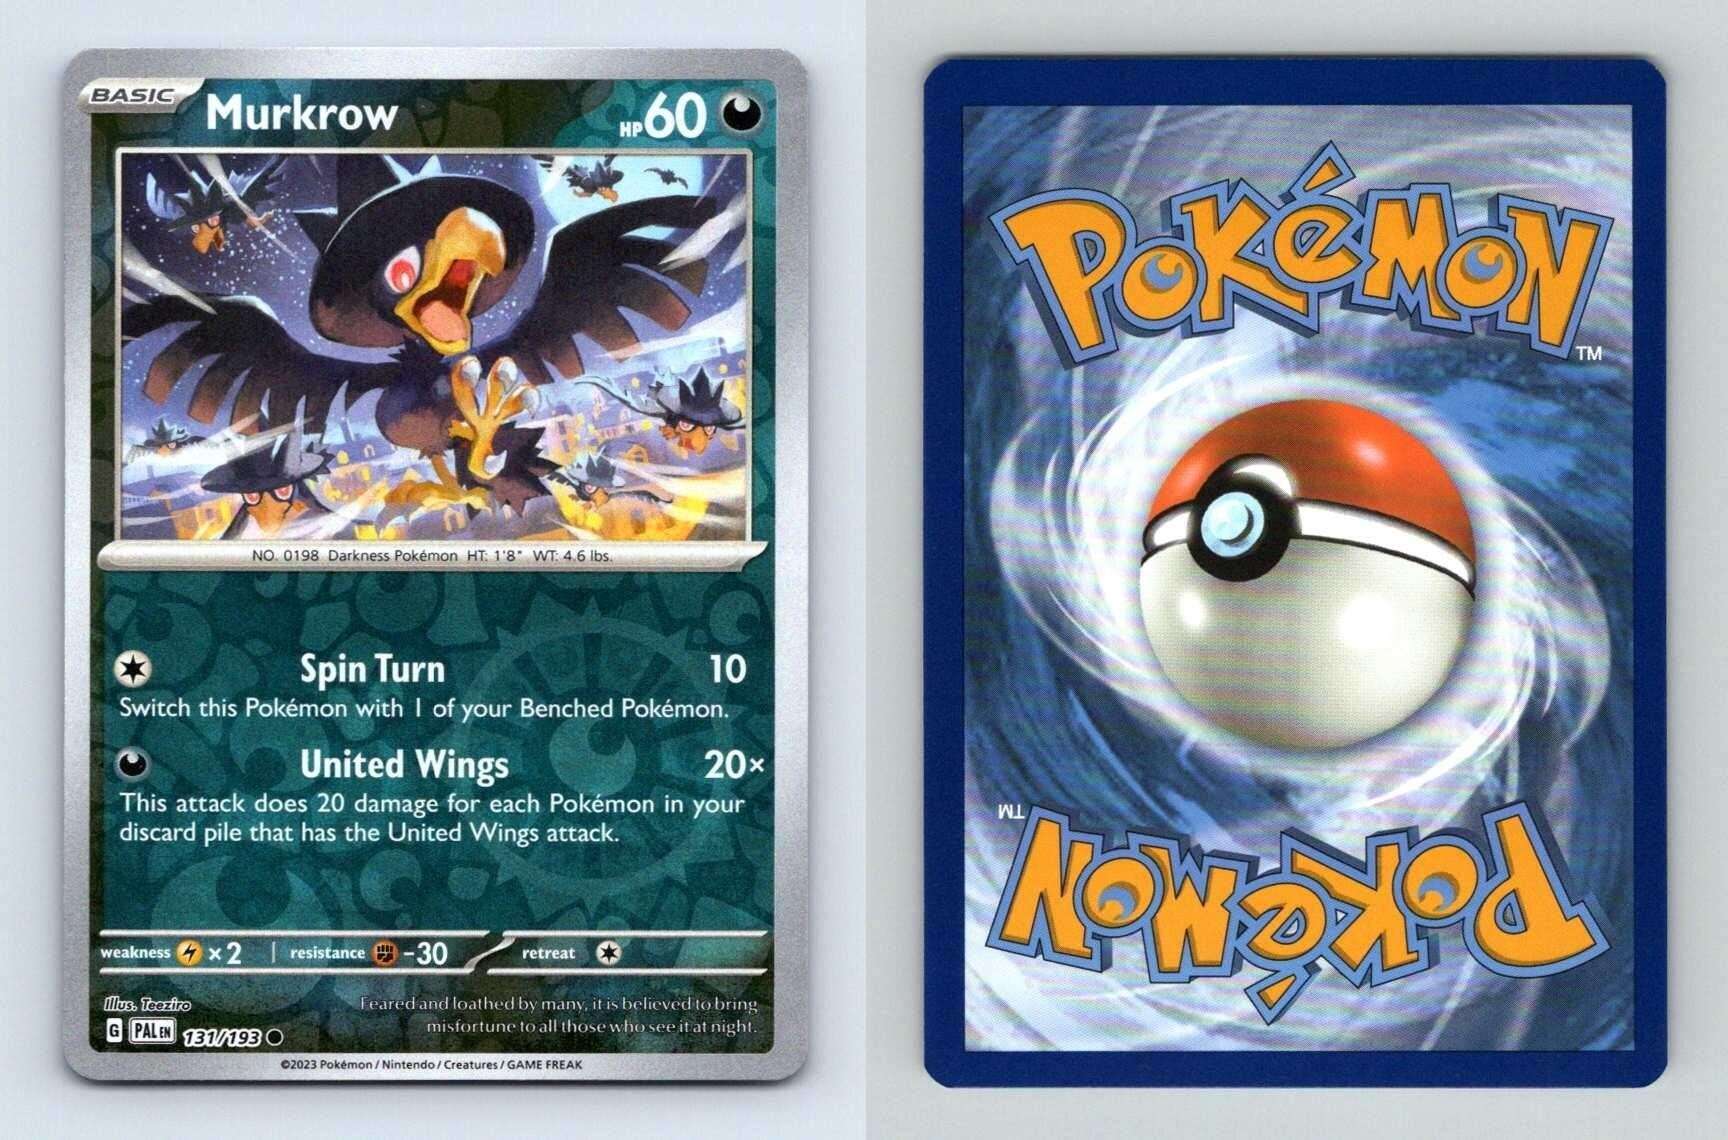 BASIC Murkrow HP 60
NO. 0198 Darkness Pokémon HT: 1'8" WT: 4.6 lbs.
Spin Turn 10
Switch this Pokémon with 1 of your Benched Pokémon.
United Wings 20×
This attack does 20 damage for each Pokémon in your
discard pile that has the United Wings attack.
weakness ×2 resistance -30 retreat
Illus. Teeziro
Feared and loathed by many, it is believed to bring
misfortune to all those who see it at night.
G PAL EN 131/193
©2023 Pokémon / Nintendo / Creatures / GAME FREAK
POKéMON
TM
TM
POKéMON